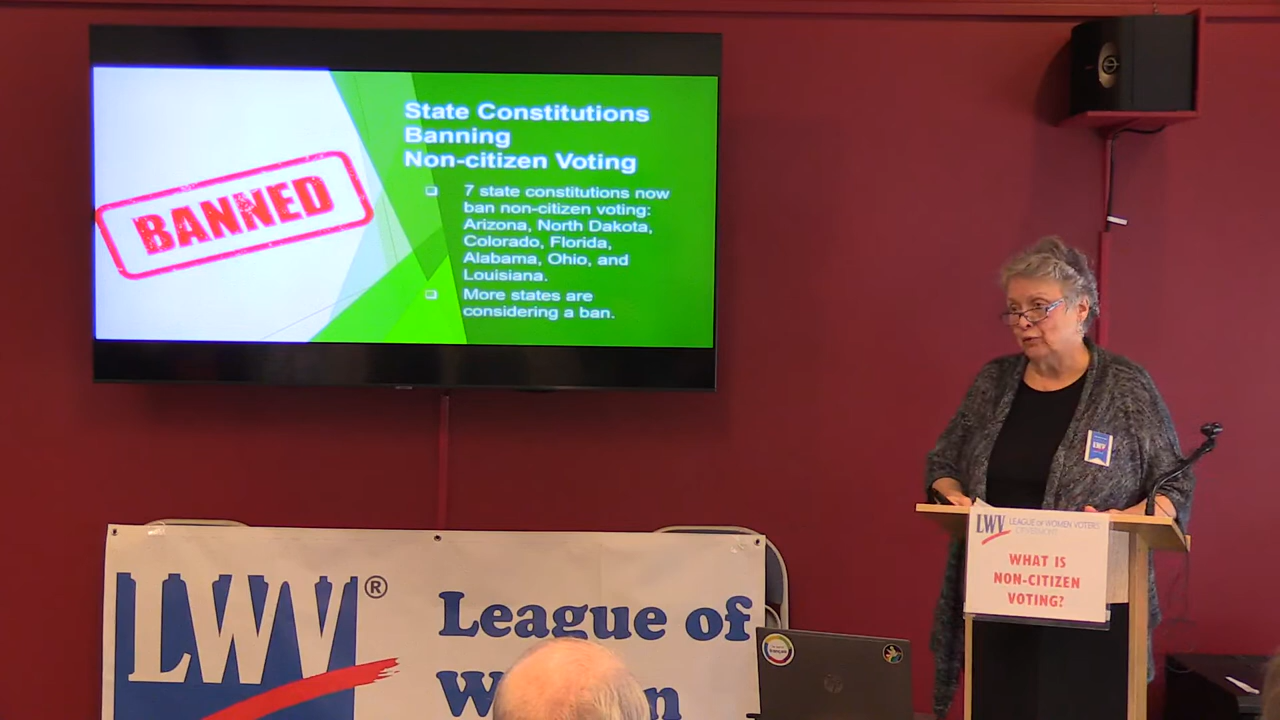 BANNED
State Constitutions
Banning
Non-citizen Voting
7 state constitutions now
ban non-citizen voting:
Arizona, North Dakota,
Colorado, Florida,
Alabama, Ohio, and
Louisiana.
More states are
considering a ban.
LWV
LWV LEAGUE OF WOMEN VOTERS
WHAT IS
NON-CITIZEN
VOTING?
LWV®
League of